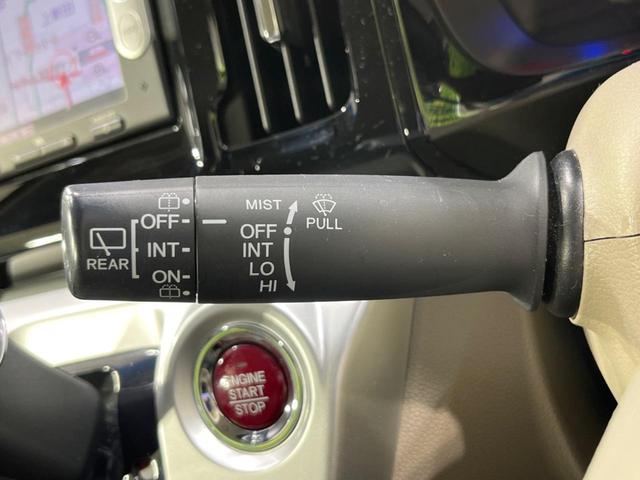 MIST
OFF
INT
LO
HI
PULL
OFF
INT
ON
REAR
ENGINE
START
STOP